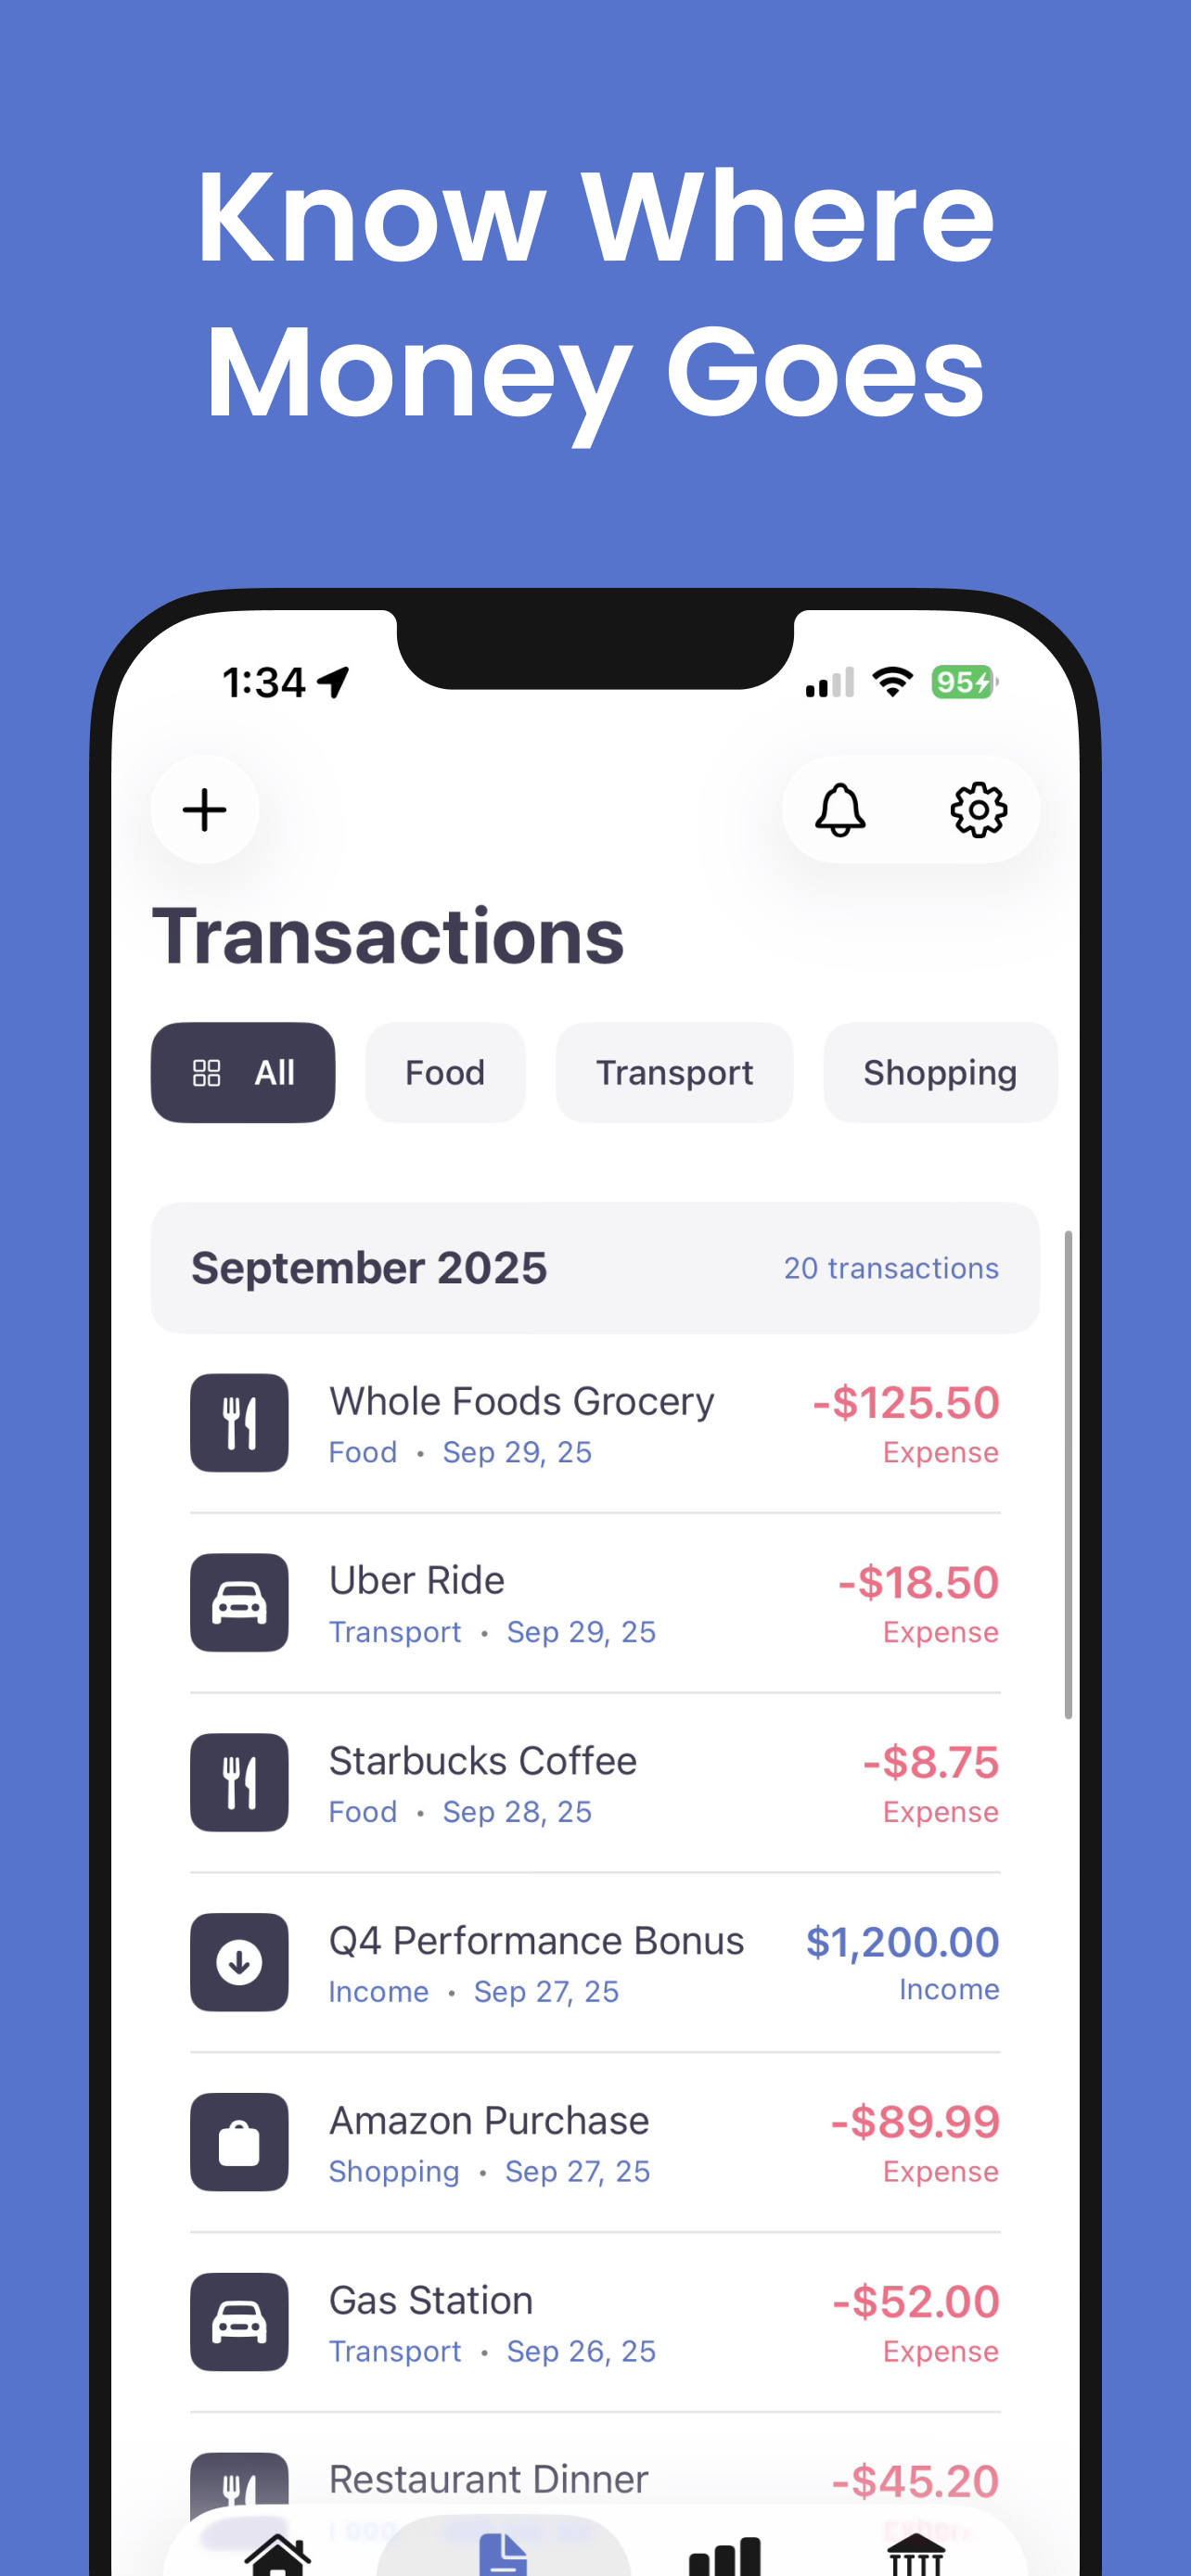 Know Where
Money Goes
1:34
95
Transactions
All Food Transport Shopping
September 2025 20 transactions
Whole Foods Grocery -$125.50
Food • Sep 29, 25 Expense
Uber Ride -$18.50
Transport • Sep 29, 25 Expense
Starbucks Coffee -$8.75
Food • Sep 28, 25 Expense
Q4 Performance Bonus $1,200.00
Income • Sep 27, 25 Income
Amazon Purchase -$89.99
Shopping • Sep 27, 25 Expense
Gas Station -$52.00
Transport • Sep 26, 25 Expense
Restaurant Dinner -$45.20